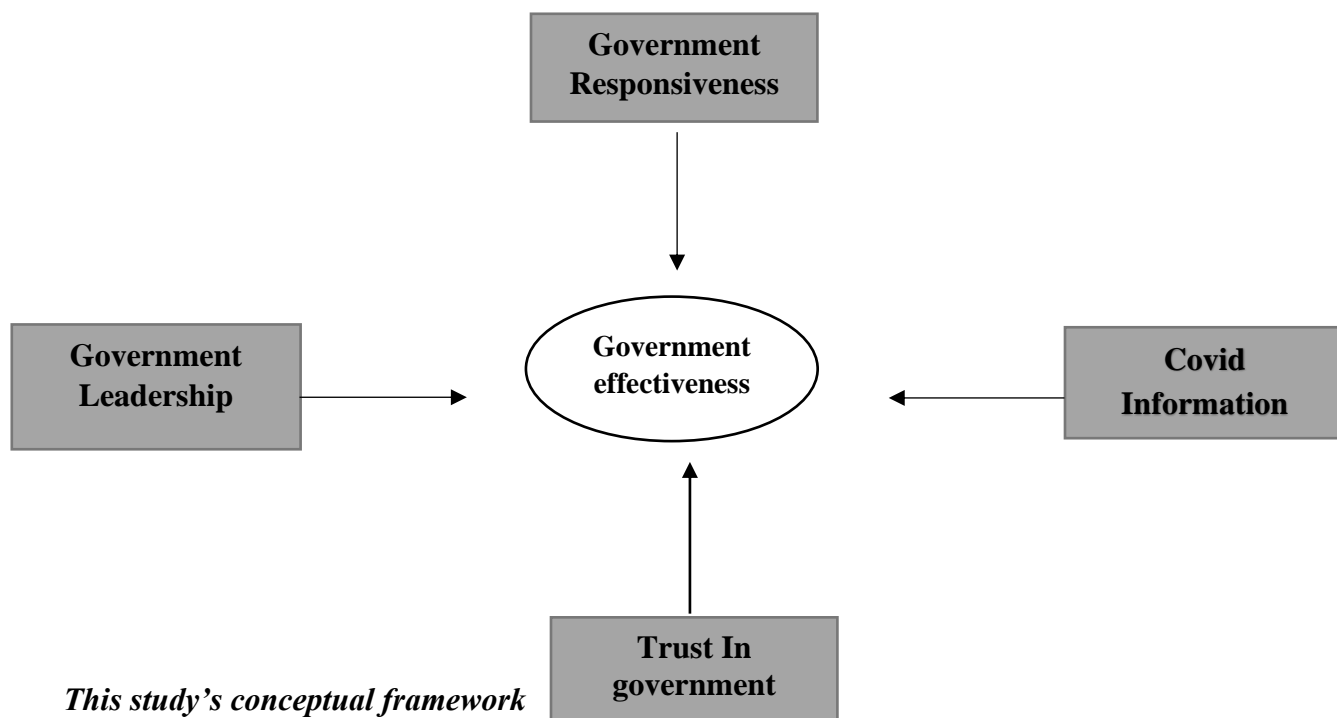 Government
Responsiveness
Government
Leadership
Government
effectiveness
Covid
Information
Trust In
government
This study’s conceptual framework